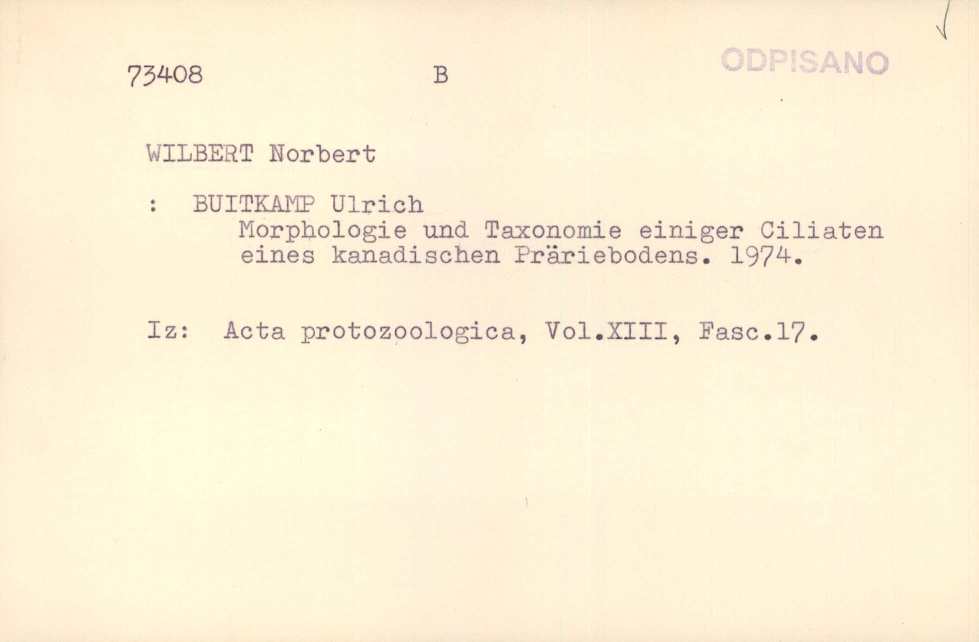 73408 B ODPISANO
WILBERT Norbert
: BUITKAMP Ulrich
Morphologie und Taxonomie einiger Ciliaten
eines kanadischen Präriebodens. 1974.
Iz: Acta protozoologica, Vol.XIII, Fasc.17.